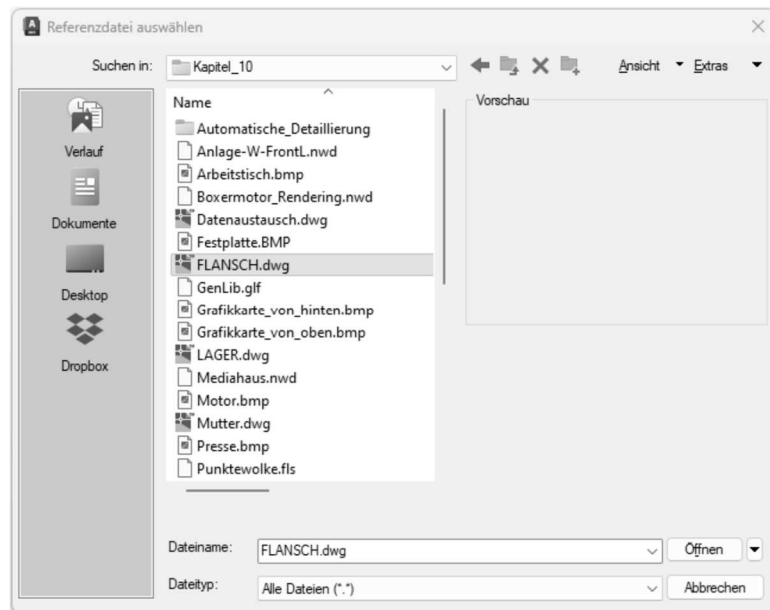 Referenzdatei auswählen
Suchen in:
Kapitel_10
Ansicht
Extras
Verlauf
Dokumente
Desktop
Dropbox
Name
Automatische_Detaillierung
Anlage-W-FrontL.nwd
Arbeitstisch.bmp
Boxermotor_Rendering.nwd
Datenaustausch.dwg
Festplatte.BMP
FLANSCH.dwg
GenLib.glf
Grafikkarte_von_hinten.bmp
Grafikkarte_von_oben.bmp
LAGER.dwg
Mediahaus.nwd
Motor.bmp
Mutter.dwg
Presse.bmp
Punktewolke.fls
Vorschau
Dateiname:
FLANSCH.dwg
Öffnen
Dateityp:
Alle Dateien (*.*)
Abbrechen